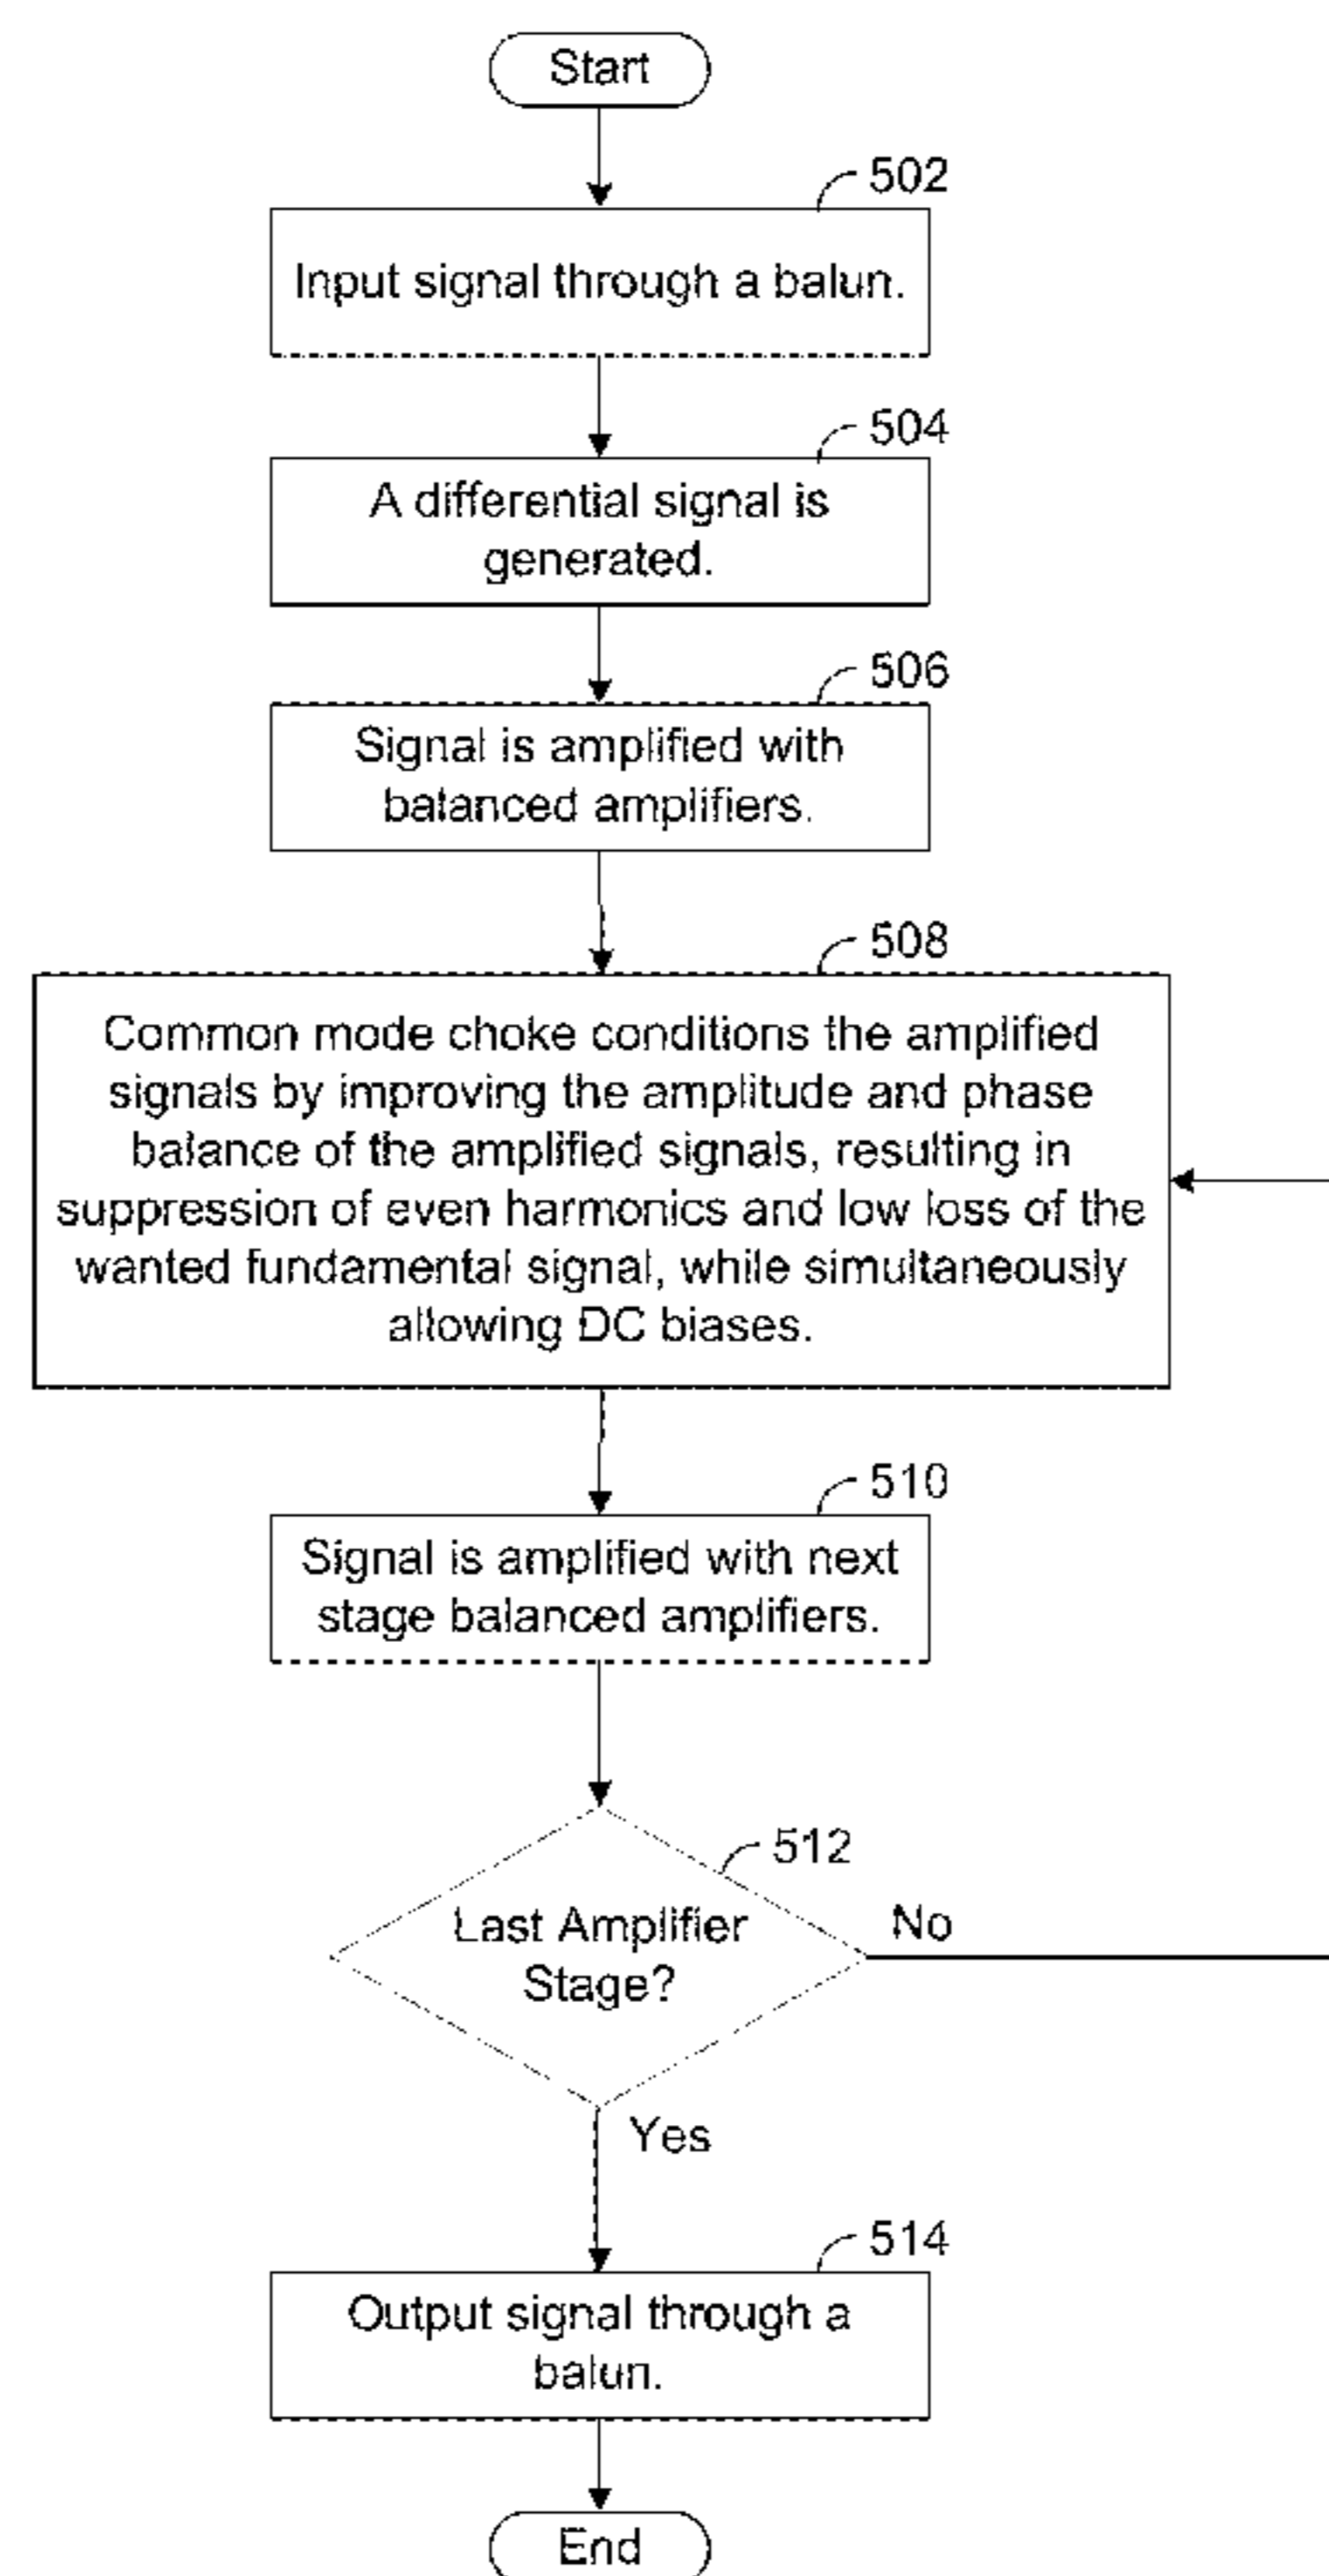 Start
502
Input signal through a balun.
504
A differential signal is
generated.
506
Signal is amplified with
balanced amplifiers.
508
Common mode choke conditions the amplified
signals by improving the amplitude and phase
balance of the amplified signals, resulting in
suppression of even harmonics and low loss of the
wanted fundamental signal, while simultaneously
allowing DC biases.
510
Signal is amplified with next
stage balanced amplifiers.
512
Last Amplifier
Stage?
No
Yes
514
Output signal through a
balun.
End